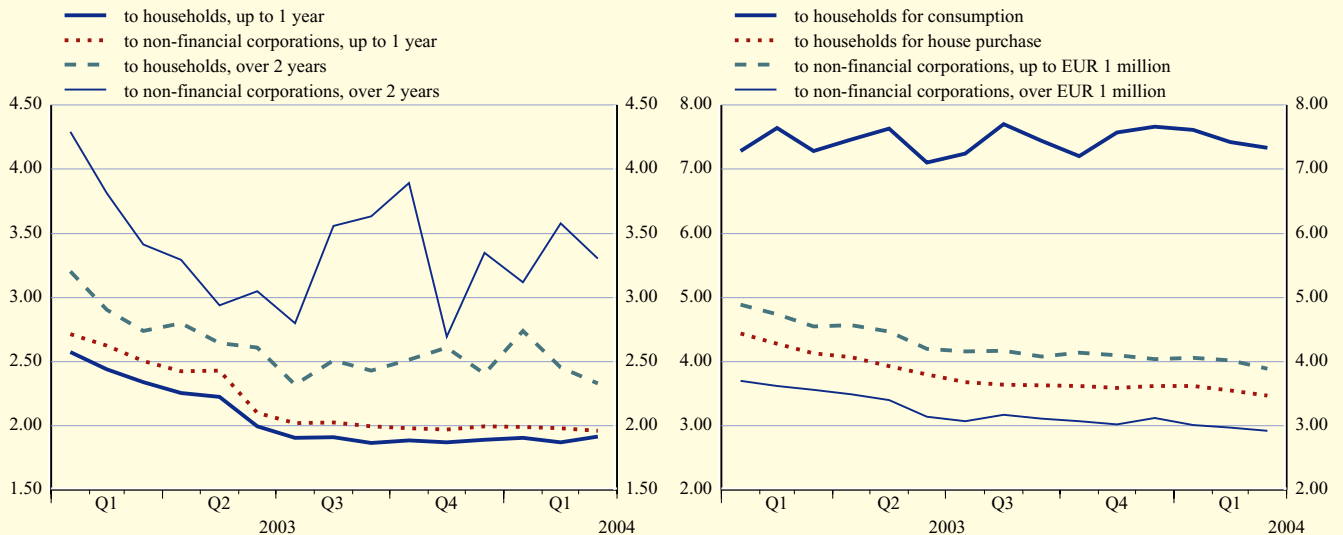 to households, up to 1 year
to non-financial corporations, up to 1 year
to households, over 2 years
to non-financial corporations, over 2 years
4.50 4.50
4.00 4.00
3.50 3.50
3.00 3.00
2.50 2.50
2.00 2.00
1.50 1.50
Q1 Q2 Q3 Q4 Q1
2003 2004
to households for consumption
to households for house purchase
to non-financial corporations, up to EUR 1 million
to non-financial corporations, over EUR 1 million
8.00 8.00
7.00 7.00
6.00 6.00
5.00 5.00
4.00 4.00
3.00 3.00
2.00 2.00
Q1 Q2 Q3 Q4 Q1
2003 2004